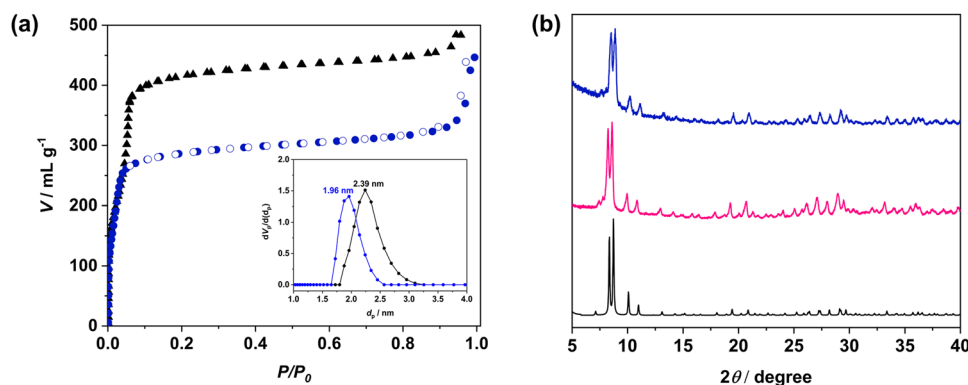 (a)
500
400
300
200
100
0
V / mL g⁻¹
0.0 0.2 0.4 0.6 0.8 1.0
P/P₀
2.0
1.5
1.0
0.5
0.0
dVₚ/d(dₚ)
1.96 nm
2.39 nm
1.0 1.5 2.0 2.5 3.0 3.5 4.0
dₚ / nm
(b)
5 10 15 20 25 30 35 40
2θ / degree